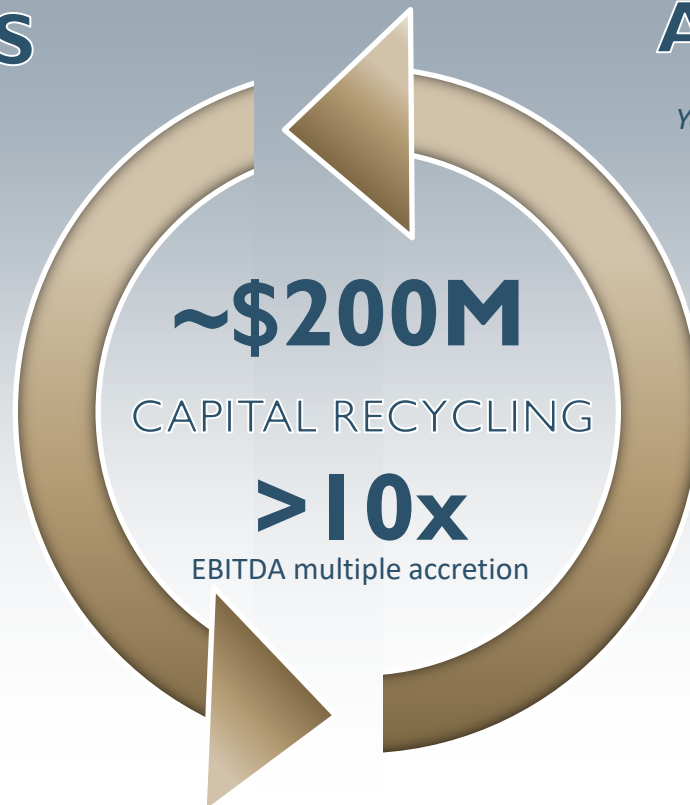 S
A
Y
~$200M
CAPITAL RECYCLING
>10x
EBITDA multiple accretion